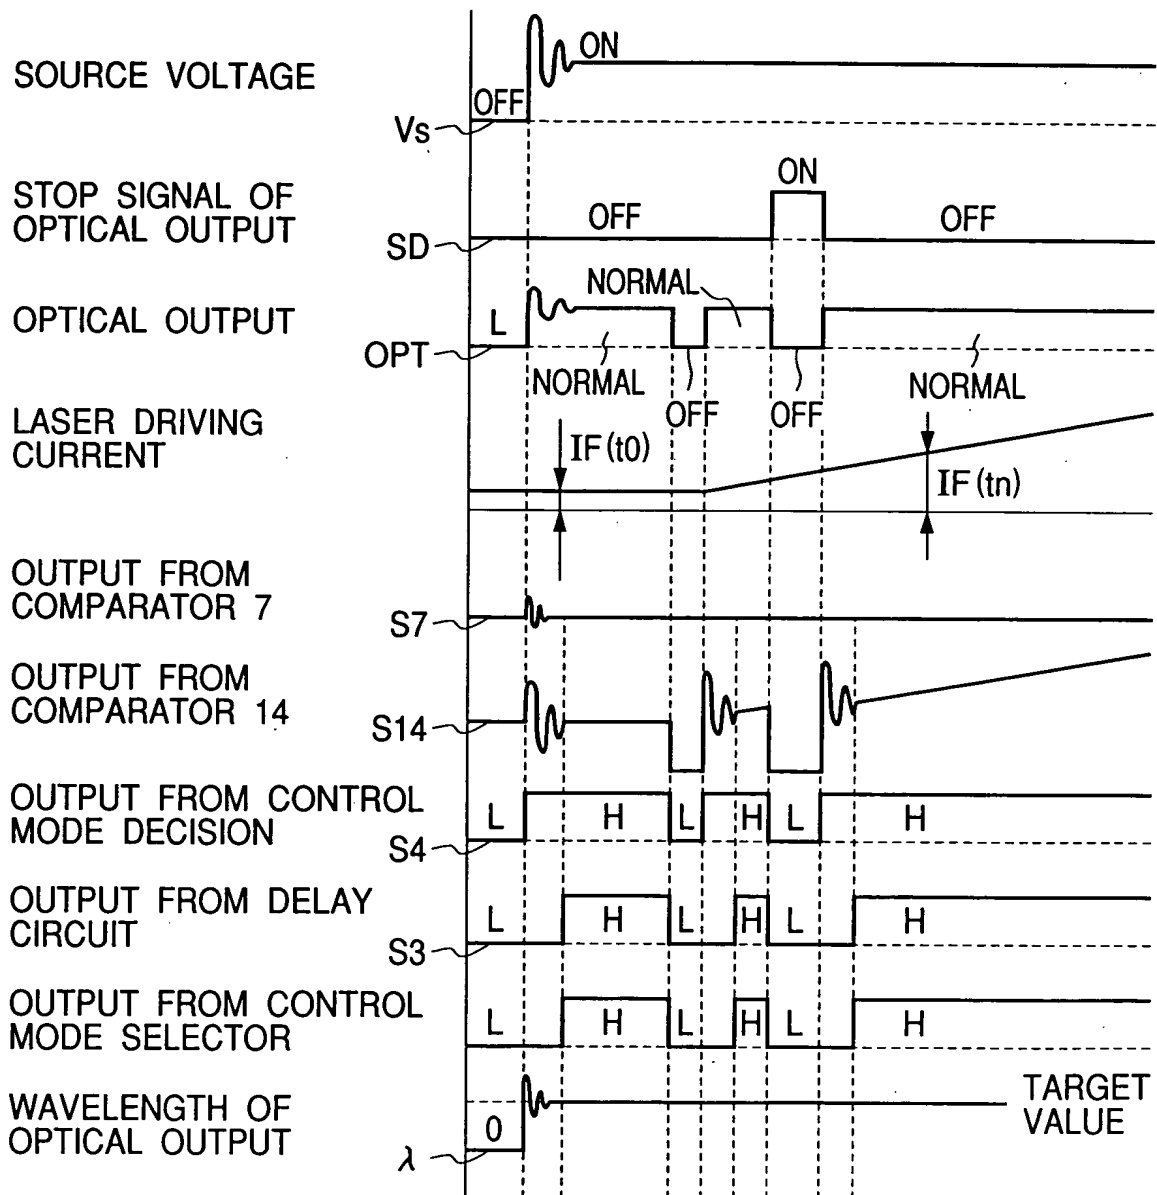 SOURCE VOLTAGE
OFF
ON
Vs
STOP SIGNAL OF
OPTICAL OUTPUT
OFF
ON
OFF
SD
OPTICAL OUTPUT
L
NORMAL
OPT
NORMAL
OFF
OFF
NORMAL
LASER DRIVING
CURRENT
IF(t0)
IF(tn)
OUTPUT FROM
COMPARATOR 7
S7
OUTPUT FROM
COMPARATOR 14
S14
OUTPUT FROM CONTROL
MODE DECISION
L H L H L H
S4
OUTPUT FROM DELAY
CIRCUIT
L H L H L H
S3
OUTPUT FROM CONTROL
MODE SELECTOR
L H L H L H
WAVELENGTH OF
OPTICAL OUTPUT
0
λ
TARGET
VALUE